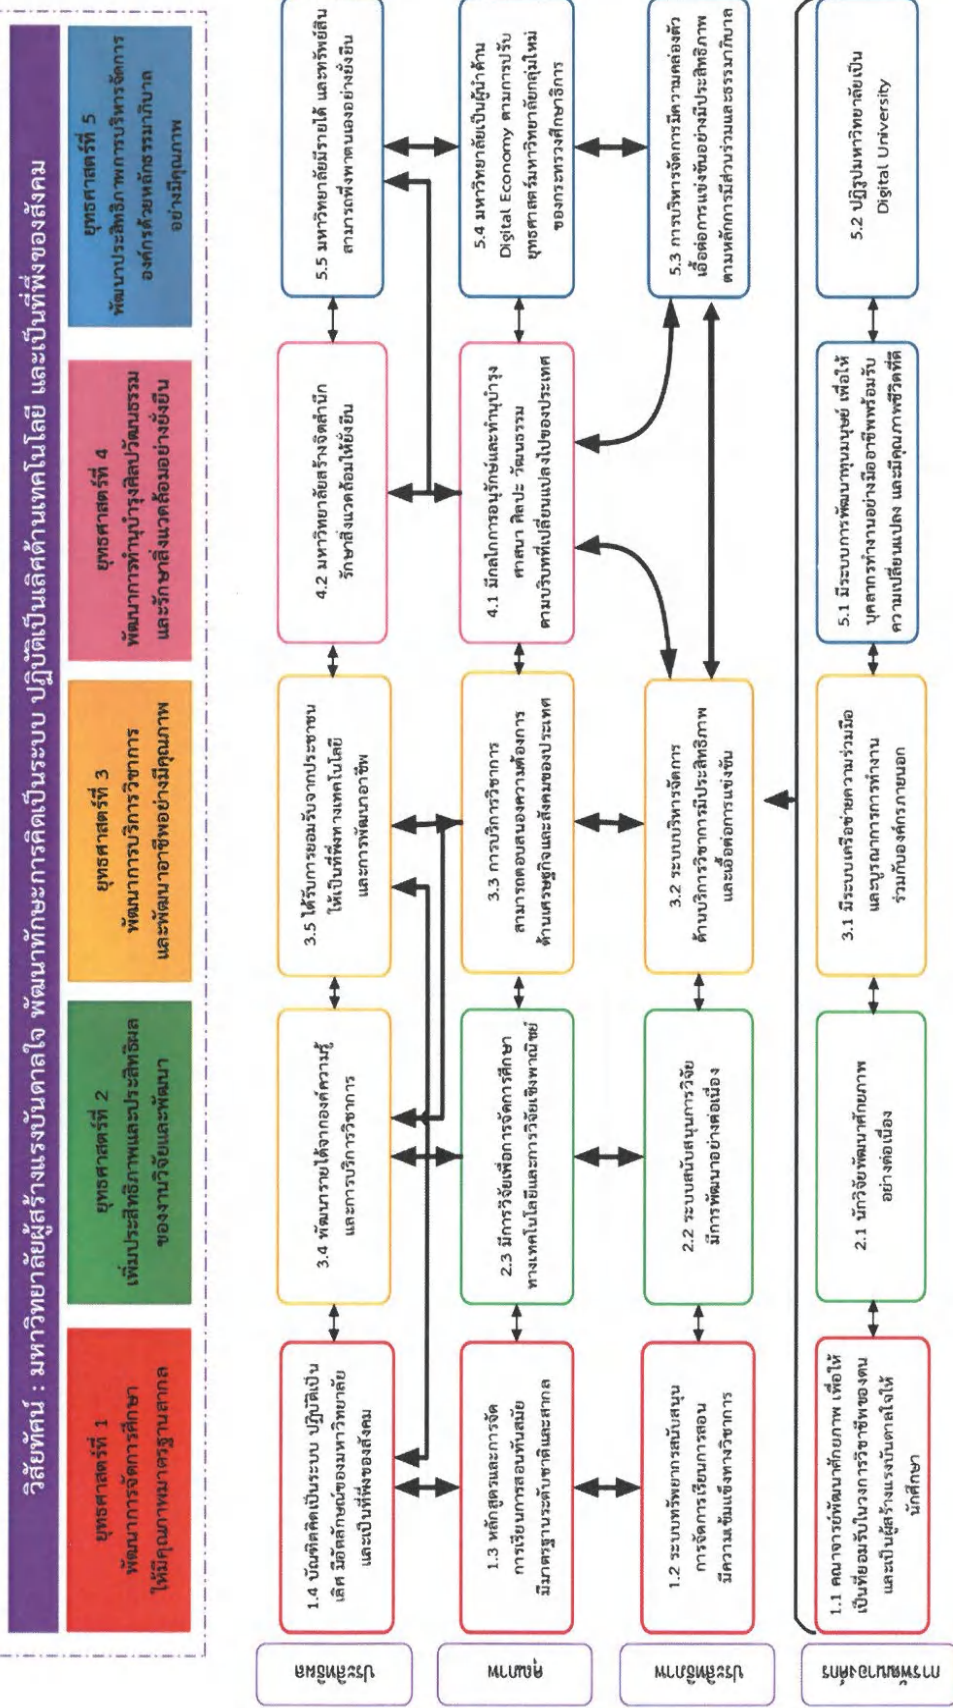 วิสัยทัศน์ : มหาวิทยาลัยผู้สร้างแรงบันดาลใจ พัฒนาทักษะการคิดเป็นระบบ ปฏิบัติเป็นเลิศด้านเทคโนโลยี และเป็นที่พึ่งของสังคม
ยุทธศาสตร์ที่ 1
พัฒนาการจัดการศึกษา
ให้มีคุณภาพมาตรฐานสากล
ยุทธศาสตร์ที่ 2
เพิ่มประสิทธิภาพและประสิทธิผล
ของงานวิจัยและพัฒนา
ยุทธศาสตร์ที่ 3
พัฒนาการบริการวิชาการ
และพัฒนาอาชีพอย่างมีคุณภาพ
ยุทธศาสตร์ที่ 4
พัฒนาการทำนุบำรุงศิลปวัฒนธรรม
และรักษาสิ่งแวดล้อมอย่างยั่งยืน
ยุทธศาสตร์ที่ 5
พัฒนาประสิทธิภาพการบริหารจัดการ
องค์กรด้วยหลักธรรมาภิบาล
อย่างมีคุณภาพ
ประสิทธิผล
1.4 บัณฑิตคิดเป็นระบบ ปฏิบัติเป็น
เลิศ มีอัตลักษณ์ของมหาวิทยาลัย
และเป็นที่พึ่งของสังคม
3.4 พัฒนารายได้จากองค์ความรู้
และการบริการวิชาการ
3.5 ได้รับการยอมรับจากประชาชน
ให้เป็นที่พึ่งทางเทคโนโลยี
และการพัฒนาอาชีพ
4.2 มหาวิทยาลัยสร้างจิตสำนึก
รักษาสิ่งแวดล้อมให้ยั่งยืน
5.5 มหาวิทยาลัยมีรายได้ และทรัพย์สิน
สามารถพึ่งพาตนเองอย่างยั่งยืน
คุณภาพ
1.3 หลักสูตรและการจัด
การเรียนการสอนทันสมัย
มีมาตรฐานระดับชาติและสากล
2.3 มีการวิจัยเพื่อการจัดการศึกษา
ทางเทคโนโลยีและการวิจัยเชิงพาณิชย์
3.3 การบริการวิชาการ
สามารถตอบสนองความต้องการ
ด้านเศรษฐกิจและสังคมของประเทศ
4.1 มีกลไกการอนุรักษ์และทำนุบำรุง
ศาสนา ศิลปะ วัฒนธรรม
ตามบริบทที่เปลี่ยนแปลงไปของประเทศ
5.4 มหาวิทยาลัยเป็นผู้นำด้าน
Digital Economy ตามการปรับ
ยุทธศาสตร์มหาวิทยาลัยกลุ่มใหม่
ของกระทรวงศึกษาธิการ
ประสิทธิภาพ
1.2 ระบบทรัพยากรสนับสนุน
การจัดการเรียนการสอน
มีความเข้มแข็งทางวิชาการ
2.2 ระบบสนับสนุนการวิจัย
มีการพัฒนาอย่างต่อเนื่อง
3.2 ระบบบริหารจัดการ
ด้านบริการวิชาการมีประสิทธิภาพ
และเอื้อต่อการแข่งขัน
5.3 การบริหารจัดการมีความคล่องตัว
เอื้อต่อการแข่งขันอย่างมีประสิทธิภาพ
ตามหลักการมีส่วนร่วมและธรรมาภิบาล
การพัฒนาองค์กร
1.1 คณาจารย์พัฒนาศักยภาพ เพื่อให้
เป็นที่ยอมรับในวงการวิชาชีพของตน
และเป็นผู้สร้างแรงบันดาลใจให้
นักศึกษา
2.1 นักวิจัยพัฒนาศักยภาพ
อย่างต่อเนื่อง
3.1 มีระบบเครือข่ายความร่วมมือ
และบูรณาการการทำงาน
ร่วมกับองค์กรภายนอก
5.1 มีระบบการพัฒนาทุนมนุษย์ เพื่อให้
บุคลากรทำงานอย่างมืออาชีพพร้อมรับ
ความเปลี่ยนแปลง และมีคุณภาพชีวิตที่ดี
5.2 ปฏิรูปมหาวิทยาลัยเป็น
Digital University